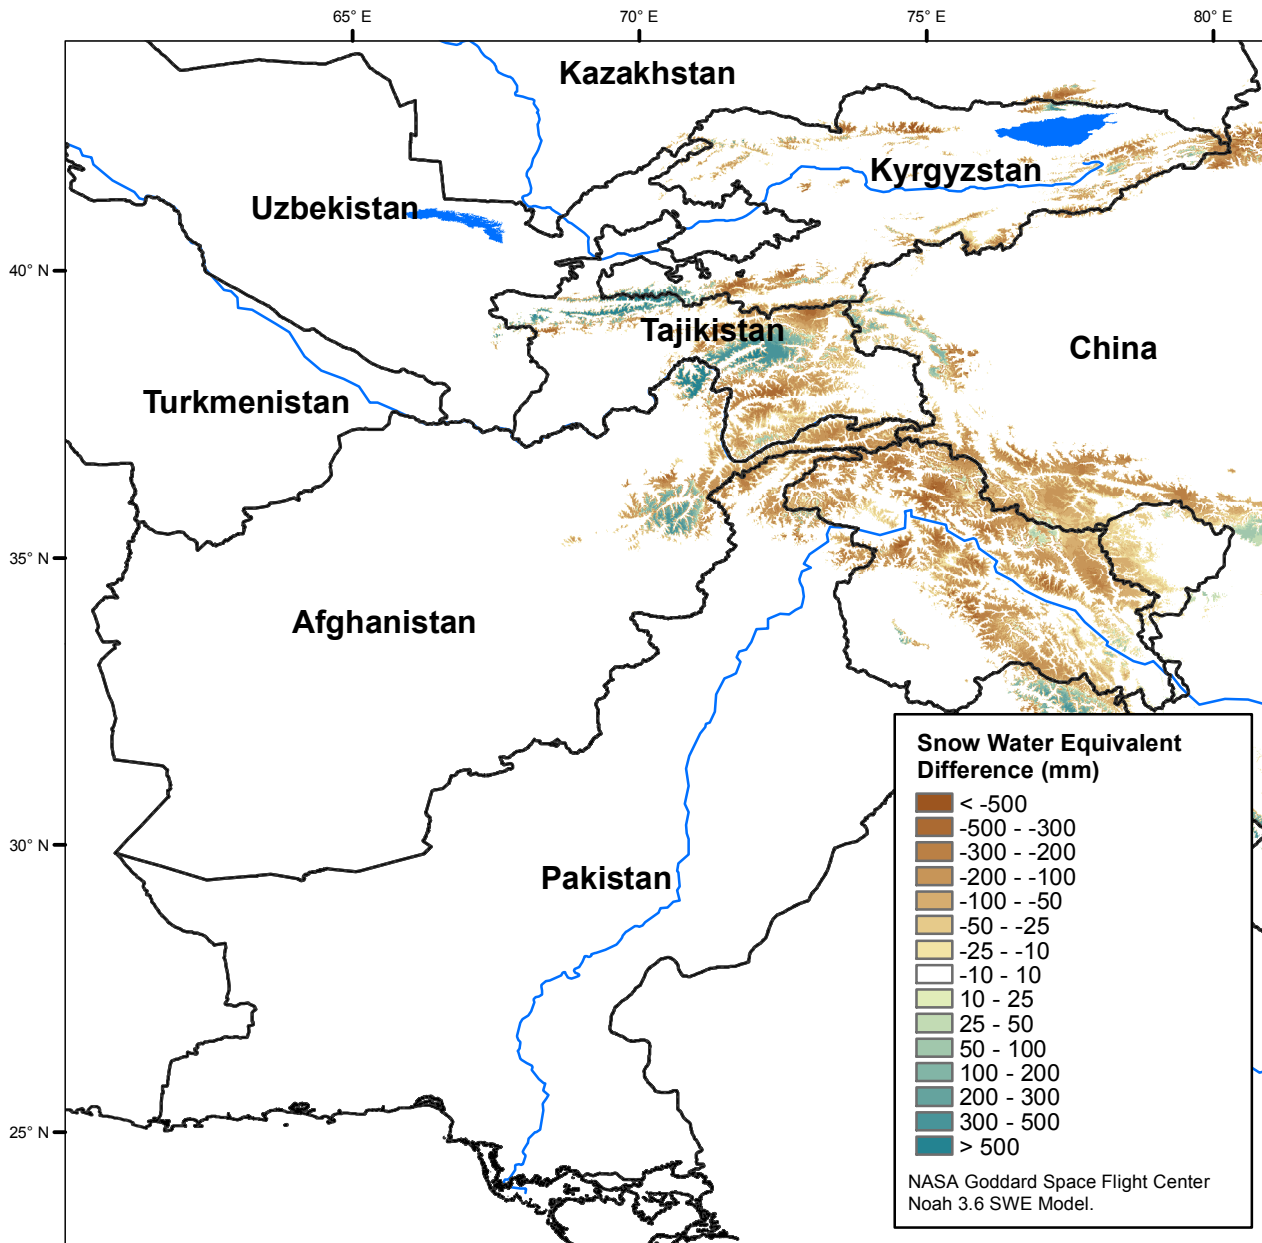 65° E
70° E
75° E
80° E
Kazakhstan
Kyrgyzstan
Uzbekistan
40° N
Tajikistan
China
Turkmenistan
35° N
Afghanistan
Snow Water Equivalent
Difference (mm)
< -500
-500 - -300
-300 - -200
-200 - -100
-100 - -50
-50 - -25
-25 - -10
-10 - 10
10 - 25
25 - 50
50 - 100
100 - 200
200 - 300
300 - 500
> 500
30° N
Pakistan
25° N
NASA Goddard Space Flight Center
Noah 3.6 SWE Model.